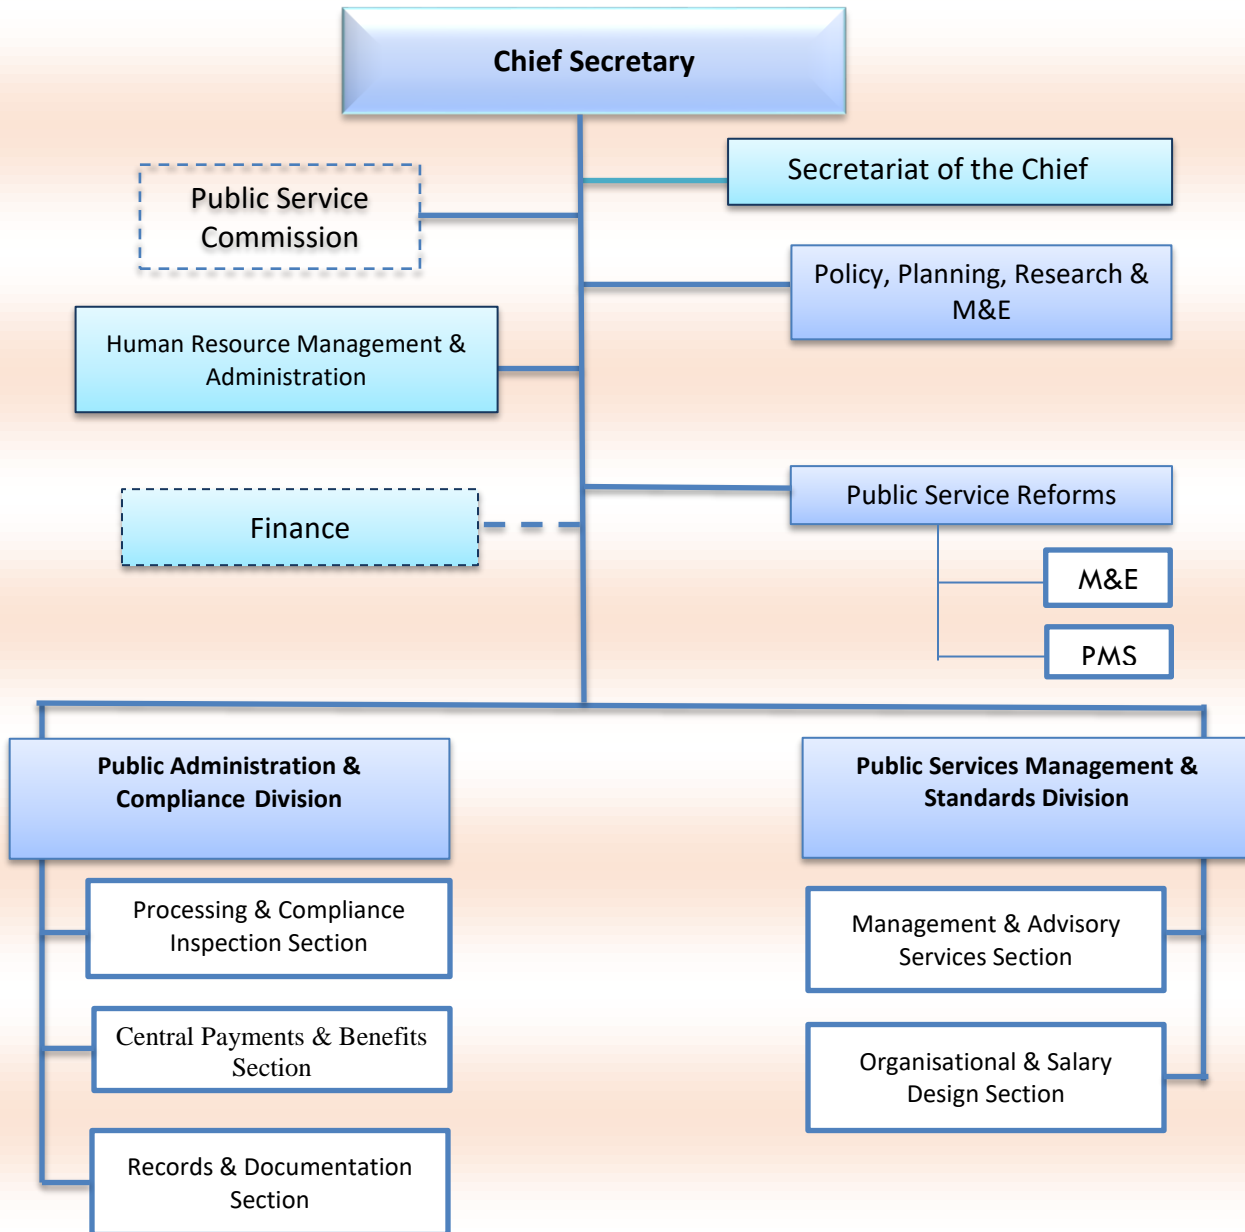 Chief Secretary
Secretariat of the Chief
Public Service
Commission
Policy, Planning, Research &
M&E
Human Resource Management &
Administration
Public Service Reforms
Finance
M&E
PMS
Public Administration &
Compliance Division
Public Services Management &
Standards Division
Processing & Compliance
Inspection Section
Management & Advisory
Services Section
Central Payments & Benefits
Section
Organisational & Salary
Design Section
Records & Documentation
Section